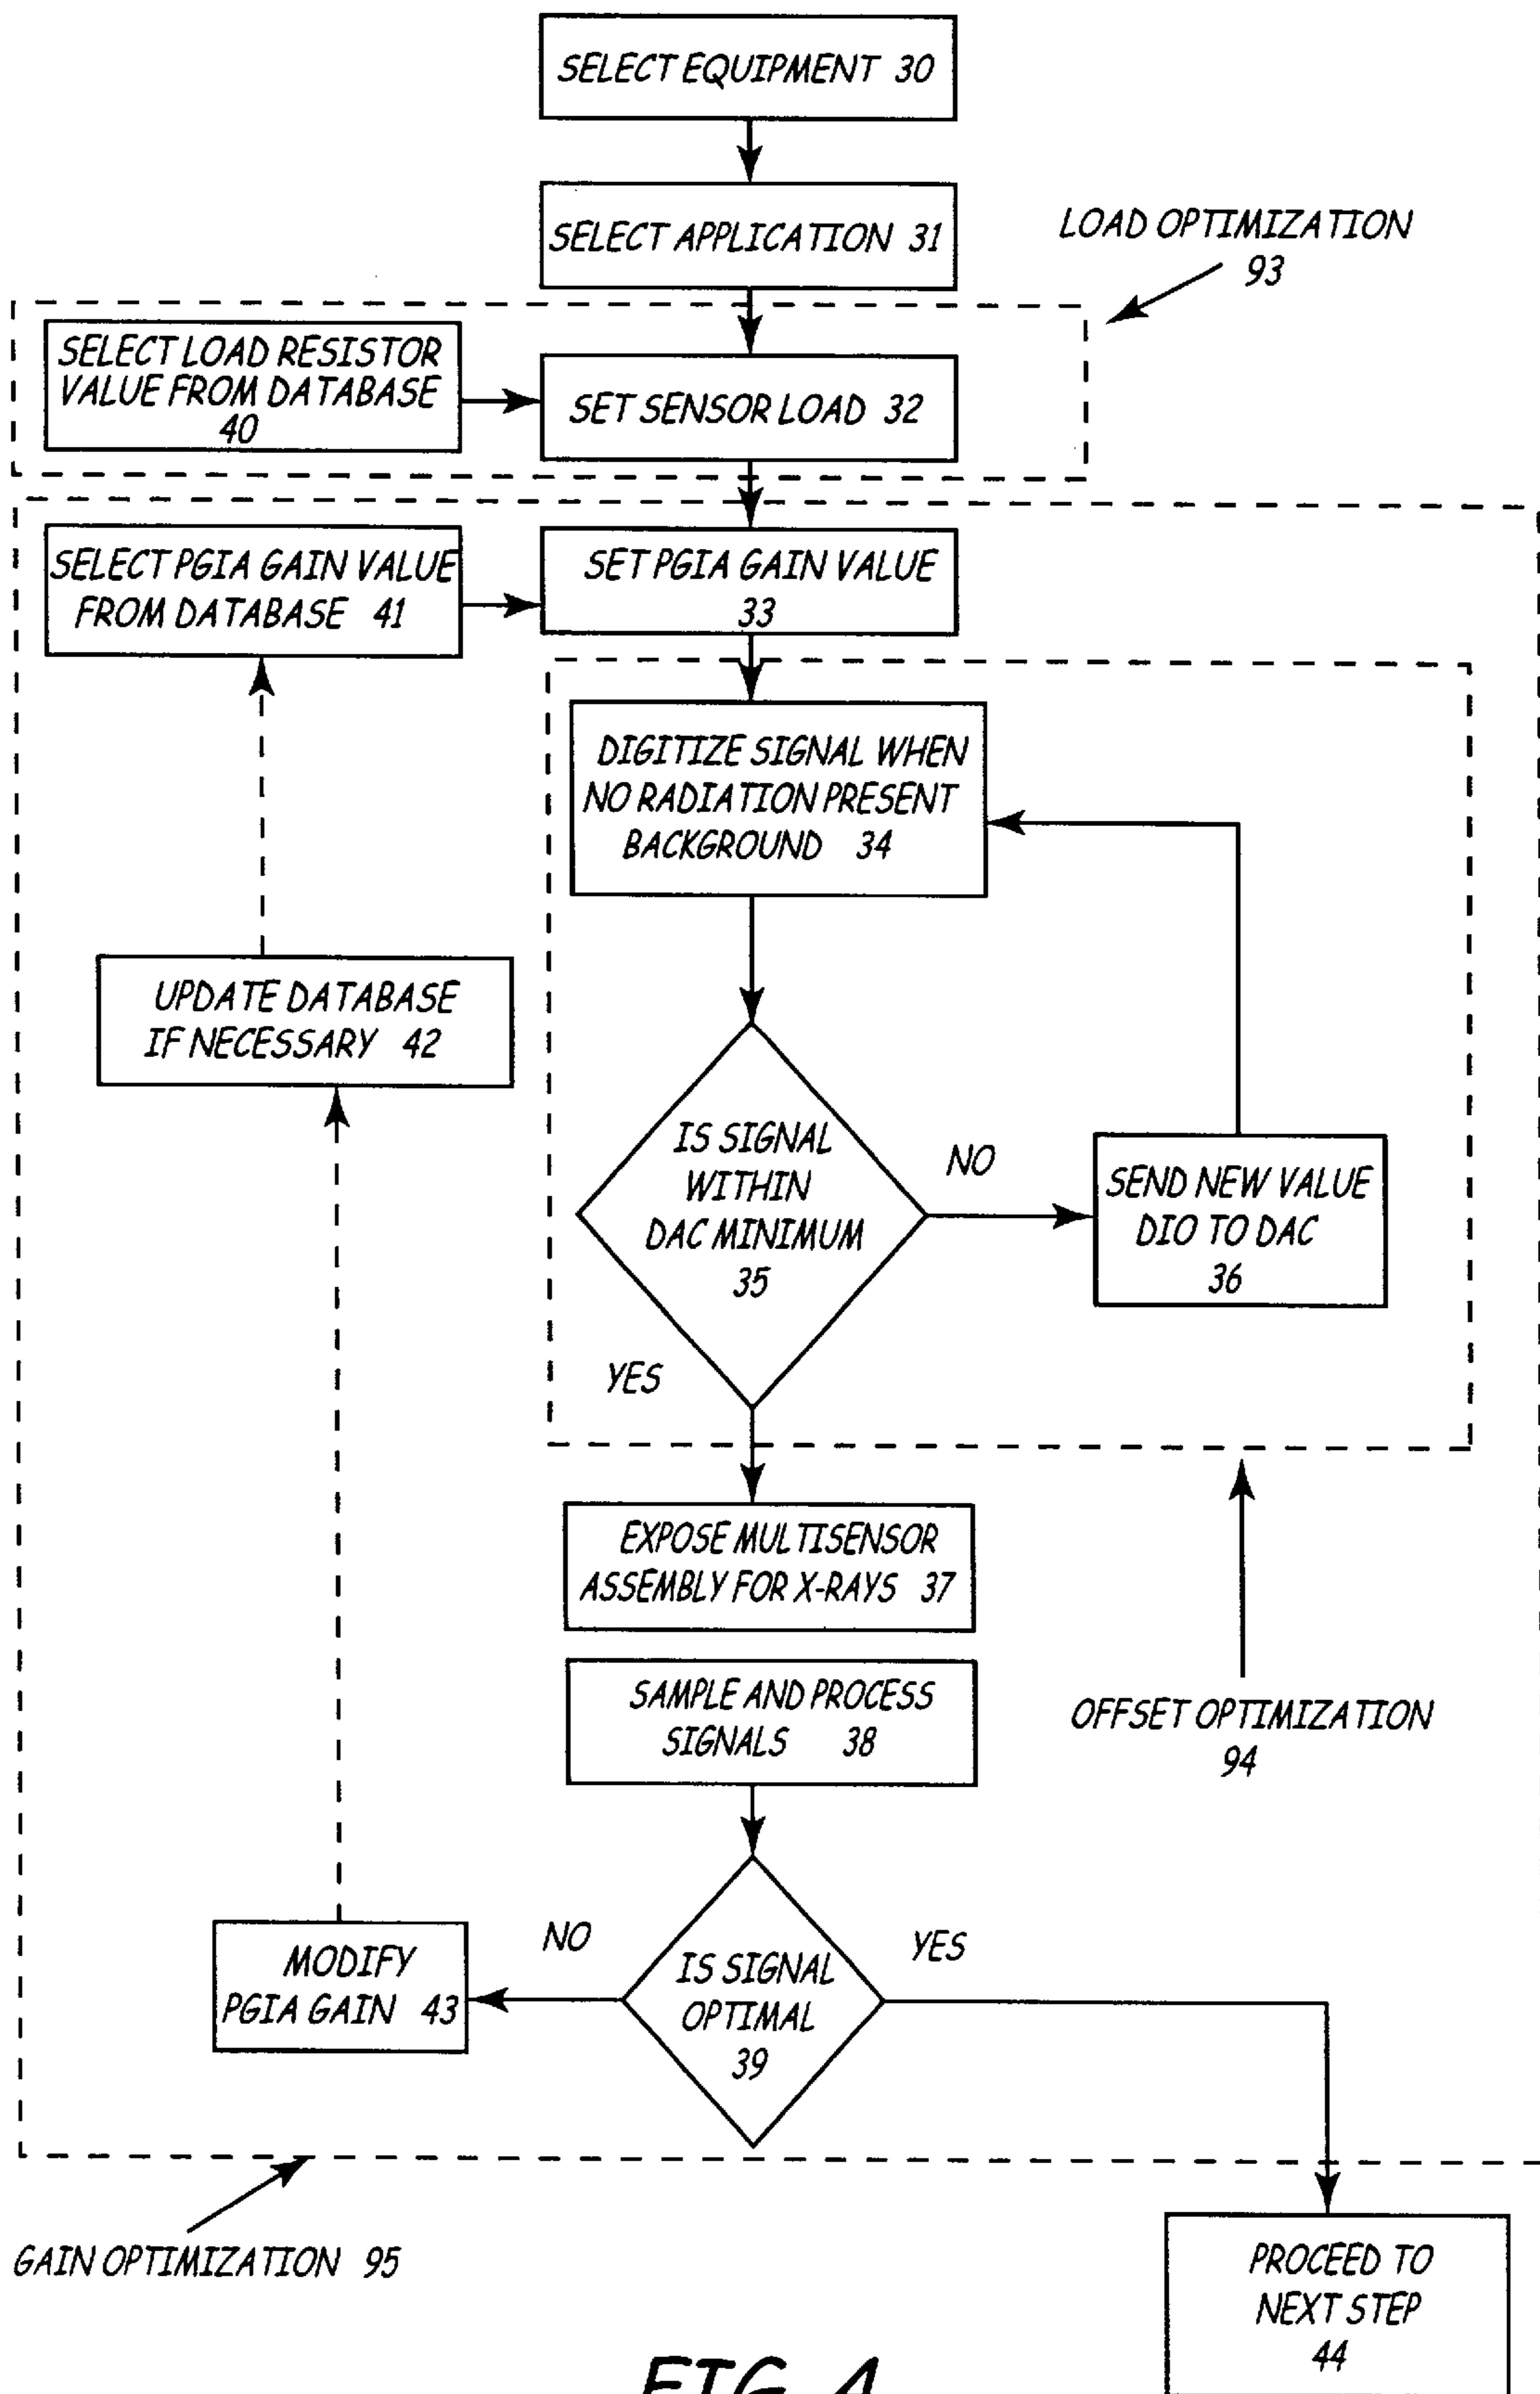 SELECT EQUIPMENT 30
SELECT APPLICATION 31
LOAD OPTIMIZATION
93
SELECT LOAD RESISTOR
VALUE FROM DATABASE
40
SET SENSOR LOAD 32
SELECT PGIA GAIN VALUE
FROM DATABASE 41
SET PGIA GAIN VALUE
33
DIGITIZE SIGNAL WHEN
NO RADIATION PRESENT
BACKGROUND 34
UPDATE DATABASE
IF NECESSARY 42
IS SIGNAL
WITHIN
DAC MINIMUM
35
NO
SEND NEW VALUE
DIO TO DAC
36
YES
EXPOSE MULTISENSOR
ASSEMBLY FOR X-RAYS 37
SAMPLE AND PROCESS
SIGNALS 38
OFFSET OPTIMIZATION
94
MODIFY
PGIA GAIN 43
NO
IS SIGNAL
OPTIMAL
39
YES
GAIN OPTIMIZATION 95
PROCEED TO
NEXT STEP
44